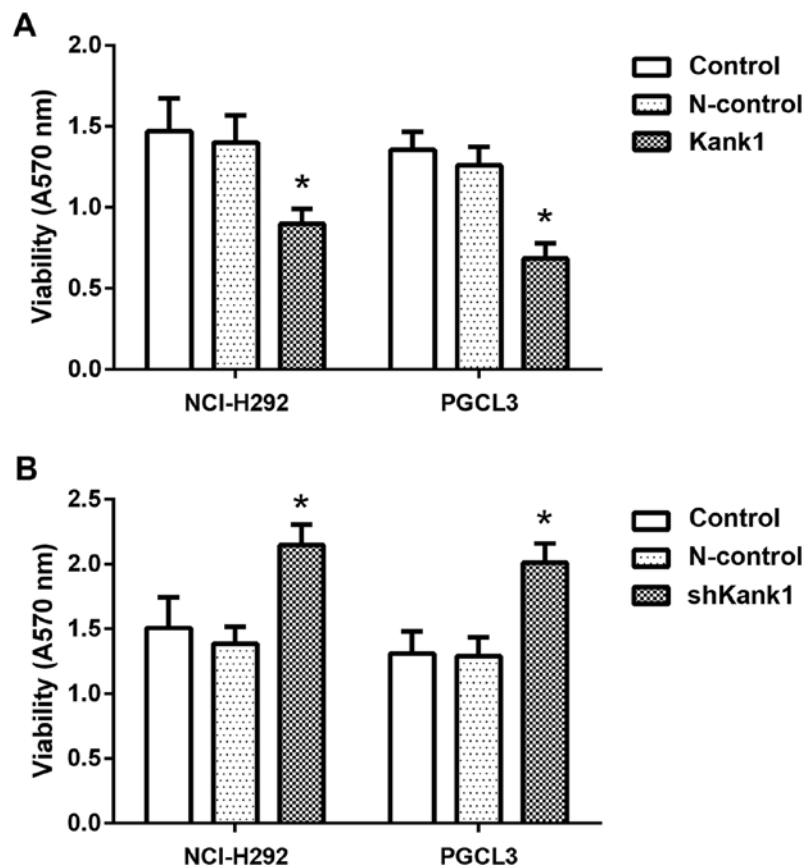 A
Viability (A570 nm)
2.0
1.5
1.0
0.5
0.0
*
*
NCI-H292
PGCL3
Control
N-control
Kank1
B
Viability (A570 nm)
2.5
2.0
1.5
1.0
0.5
0.0
*
*
NCI-H292
PGCL3
Control
N-control
shKank1